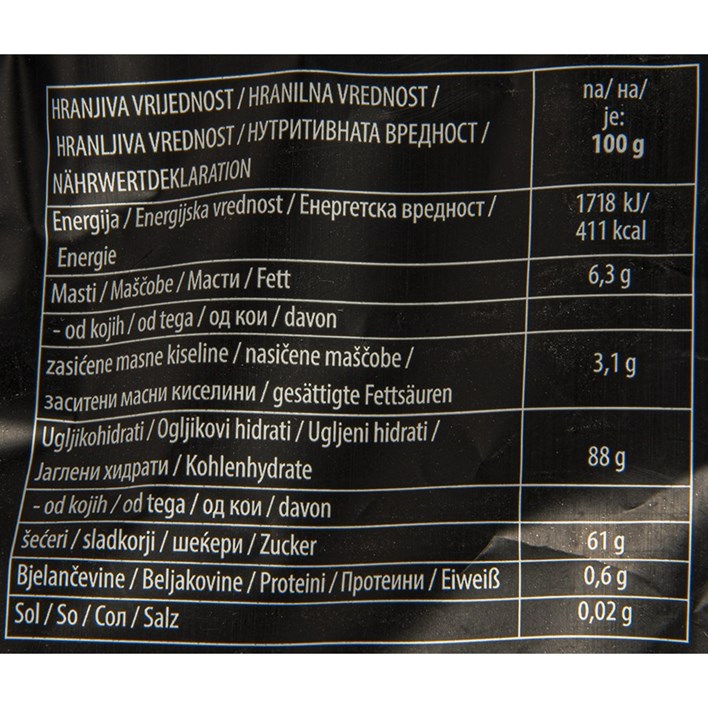 HRANJIVA VRIJEDNOST / HRANILNA VREDNOST /
HRANLJIVA VREDNOST / НУТРИТИВНАТА ВРЕДНОСТ /
NÄHRWERTDEKLARATION
na/ на/
je:
100 g
Energija / Energijska vrednost / Енергетска вредност /
Energie
1718 kJ/
411 kcal
Masti / Maščobe / Масти / Fett
6,3 g
- od kojih / od tega / од кои / davon
zasićene masne kiseline / nasičene maščobe /
заситени масни киселини / gesättigte Fettsäuren
3,1 g
Ugljikohidrati / Ogljikovi hidrati / Ugljeni hidrati /
Јаглени хидрати / Kohlenhydrate
88 g
- od kojih / od tega / од кои / davon
šećeri / sladkorji / шеќери / Zucker
61 g
Bjelančevine / Beljakovine / Proteini / Протеини / Eiweiß
0,6 g
Sol / So / Сол / Salz
0,02 g